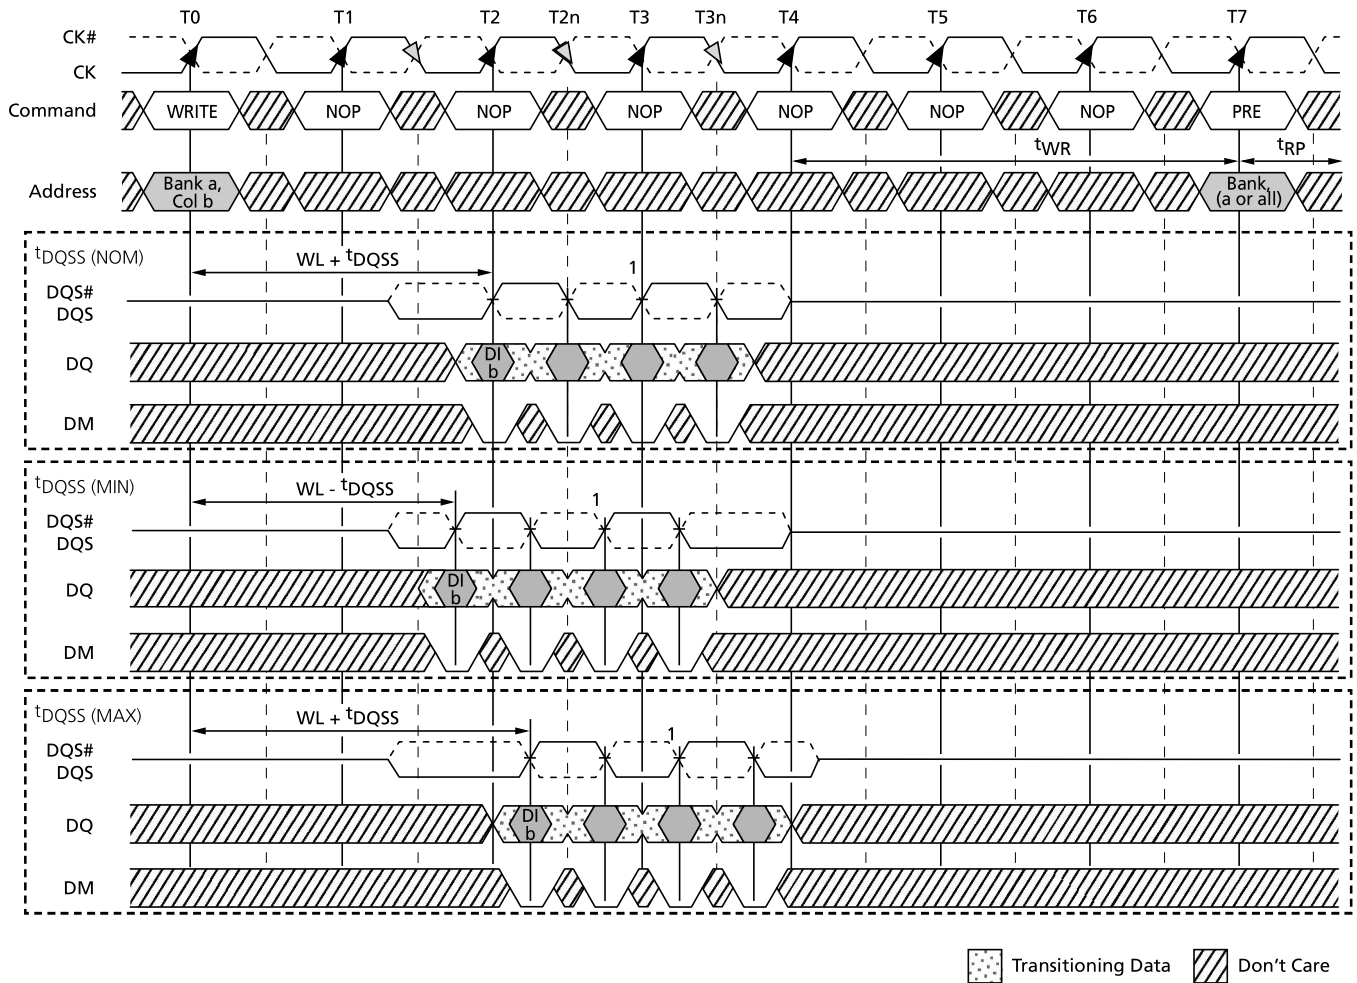 T0 T1 T2 T2n T3 T3n T4 T5 T6 T7
CK#
CK
Command WRITE NOP NOP NOP NOP NOP NOP PRE
tWR tRP
Address Bank a, Col b Bank, (a or all)
tDQSS (NOM)
WL + tDQSS 1
DQS#
DQS
DQ DI b
DM
tDQSS (MIN)
WL - tDQSS 1
DQS#
DQS
DQ DI b
DM
tDQSS (MAX)
WL + tDQSS 1
DQS#
DQS
DQ DI b
DM
Transitioning Data Don't Care